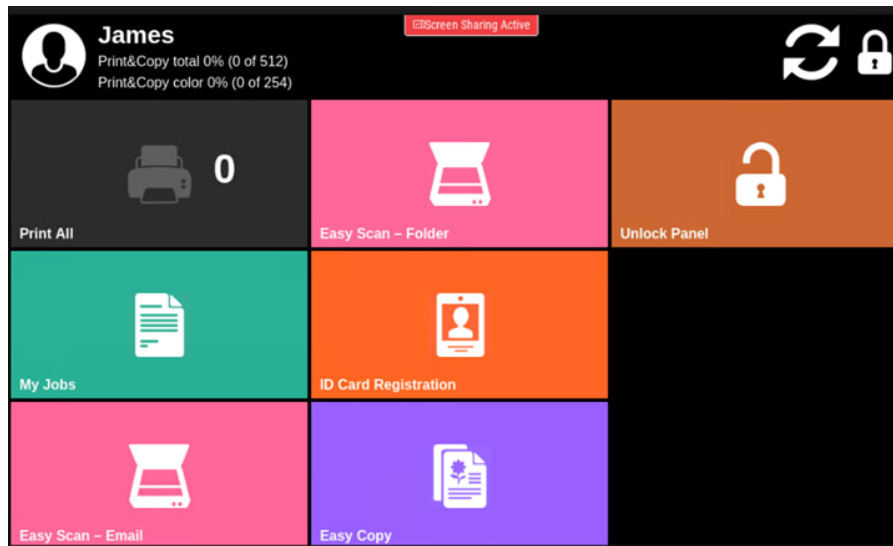 James
Screen Sharing Active
Print&Copy total 0% (0 of 512)
Print&Copy color 0% (0 of 254)
0
Print All
Easy Scan – Folder
Unlock Panel
My Jobs
ID Card Registration
Easy Scan – Email
Easy Copy